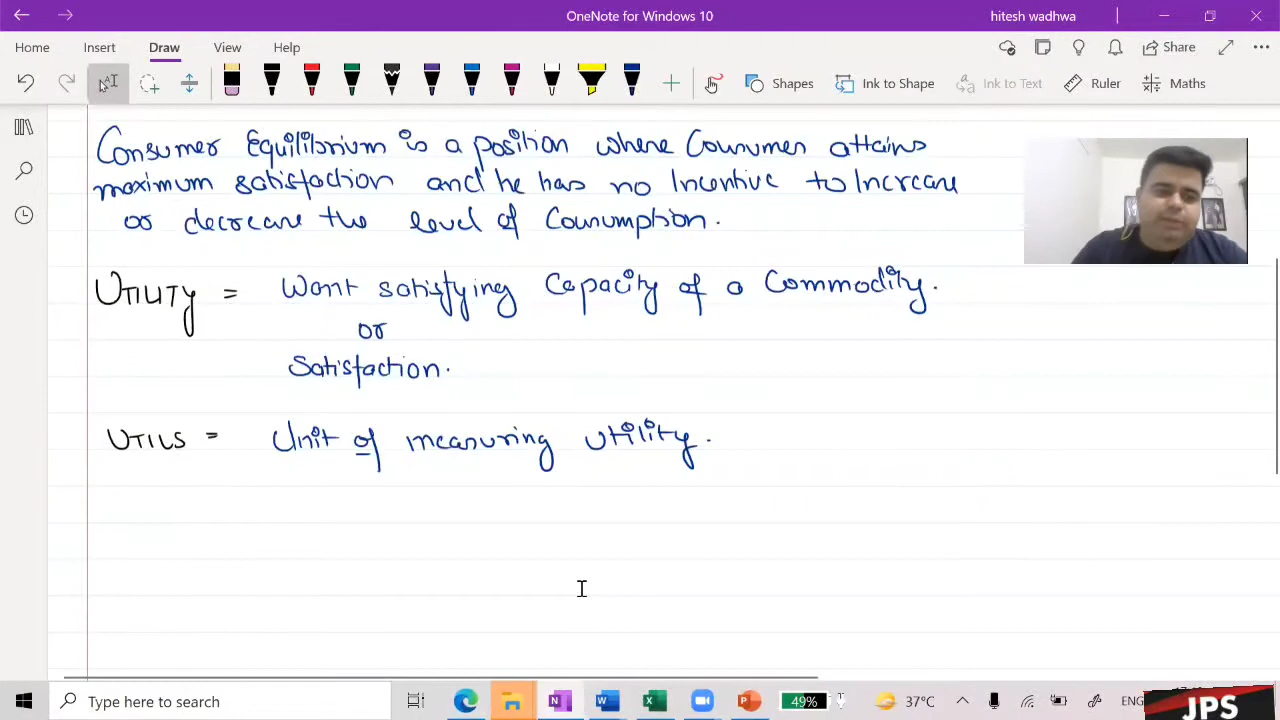 OneNote for Windows 10
hitesh wadhwa
Home Insert Draw View Help
Share
Shapes Ink to Shape Ink to Text Ruler Maths
Consumer Equilibrium is a position where Consumer attains
maximum satisfaction and he has no Incentive to Increase
or decrease the level of Consumption.
UTILITY = Want satisfying Capacity of a Commodity.
or
Satisfaction.
UTILS = Unit of measuring utility.
Type here to search
49%
37°C
ENG
JPS